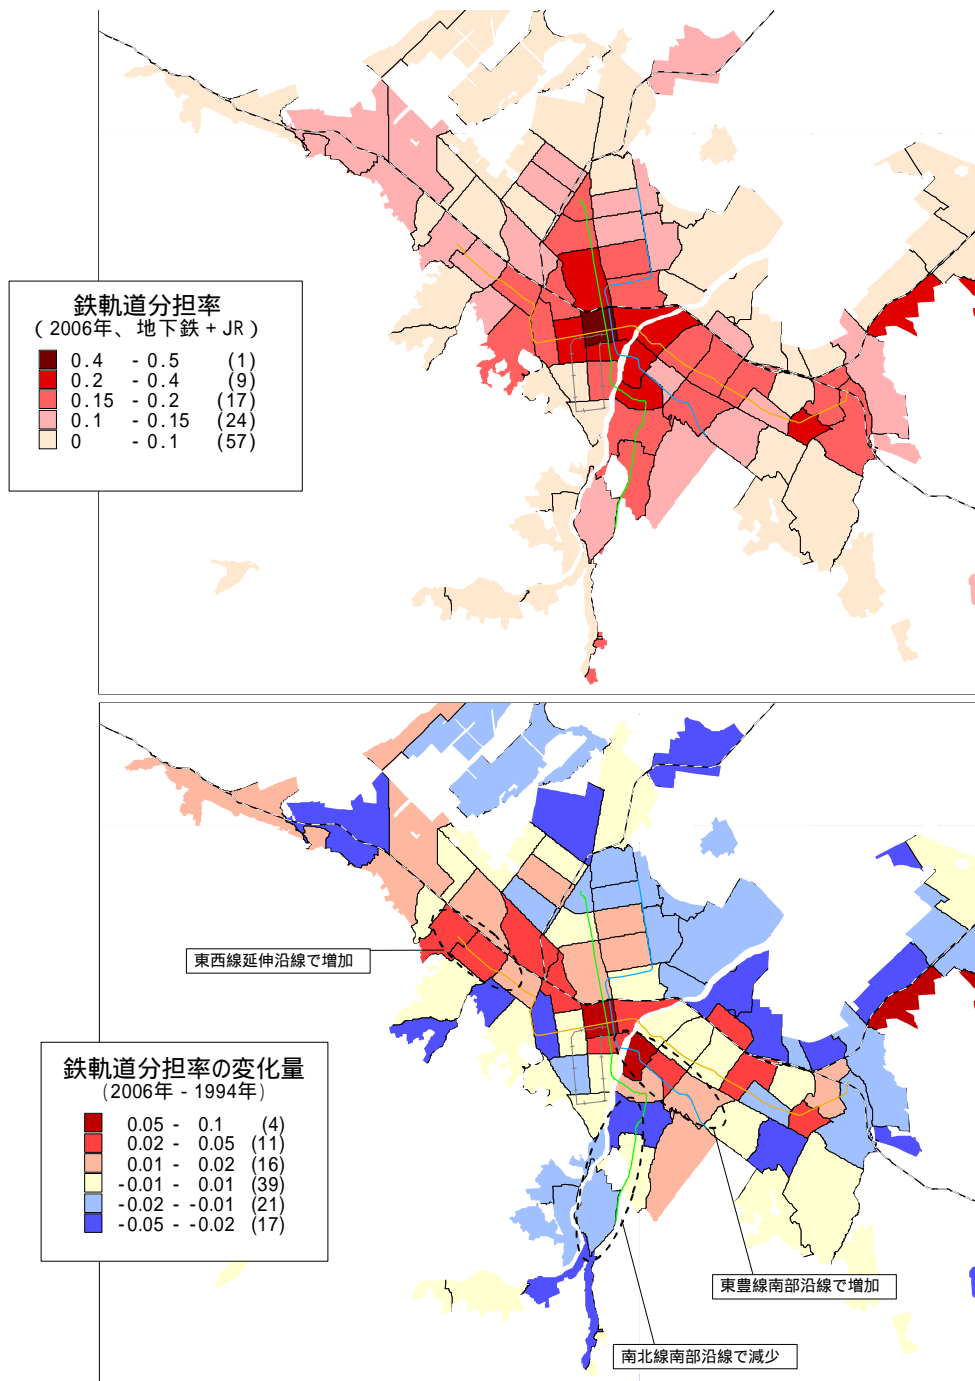 鉄軌道分担率
(2006年、地下鉄+JR)
0.4 - 0.5 (1)
0.2 - 0.4 (9)
0.15 - 0.2 (17)
0.1 - 0.15 (24)
0 - 0.1 (57)
東西線延伸沿線で増加
鉄軌道分担率の変化量
(2006年 - 1994年)
0.05 - 0.1 (4)
0.02 - 0.05 (11)
0.01 - 0.02 (16)
-0.01 - 0.01 (39)
-0.02 - -0.01 (21)
-0.05 - -0.02 (17)
東豊線南部沿線で増加
南北線南部沿線で減少